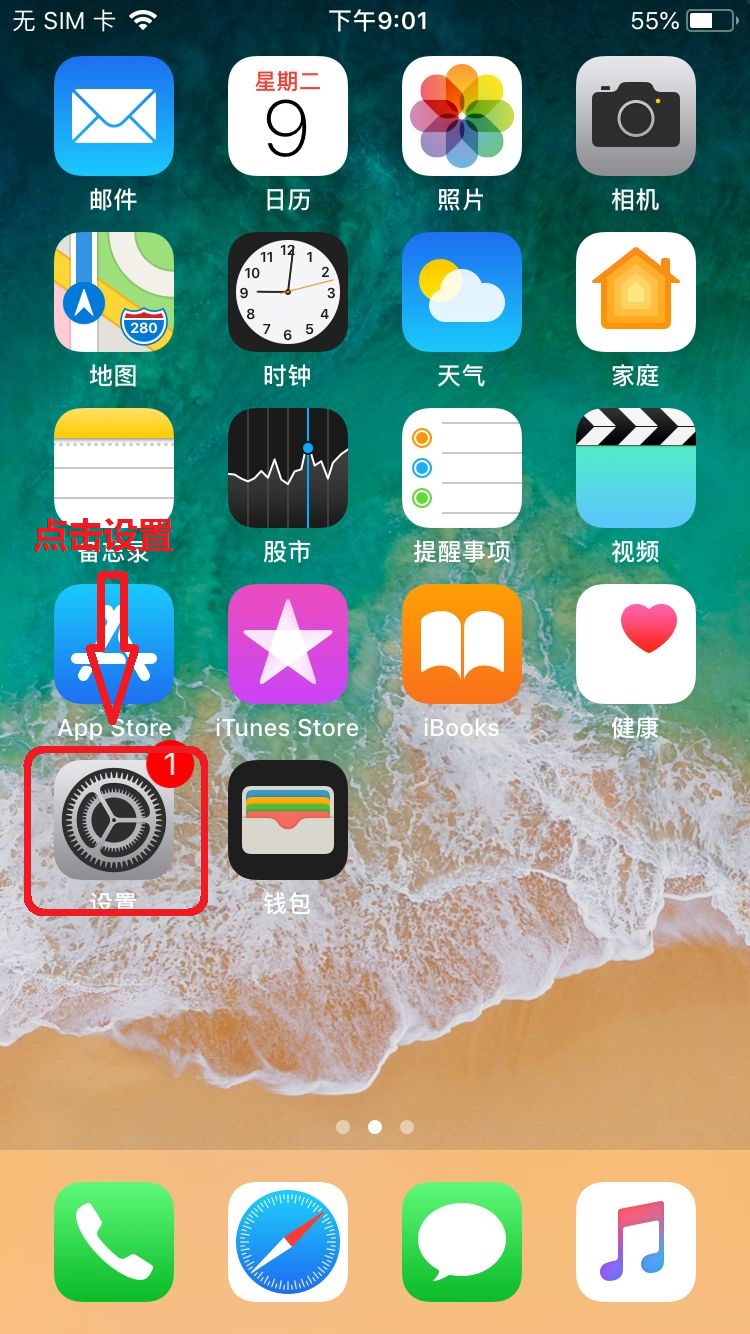 无 SIM 卡
下午9:01
55%
星期二
9
邮件
日历
照片
相机
12
11
1
10
2
9
3
8
4
7
5
6
280
地图
时钟
天气
家庭
点击设置
备忘录
股市
提醒事项
视频
App Store
iTunes Store
iBooks
健康
1
设置
钱包